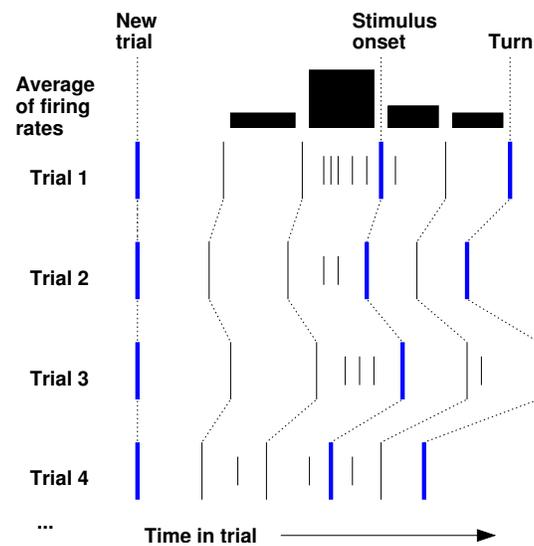 New
trial
Stimulus
onset
Turn
Average
of firing
rates
Trial 1
Trial 2
Trial 3
Trial 4
...
Time in trial